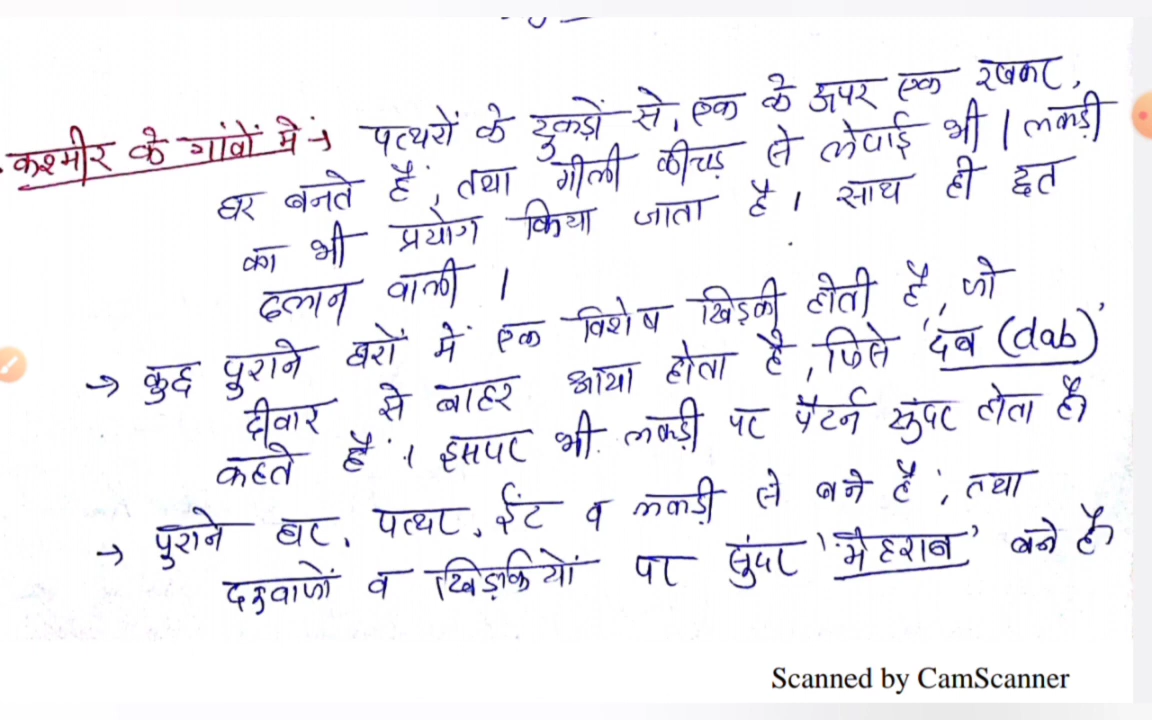 कश्मीर के गांवों में → पत्थरों के टुकड़ों से, एक के ऊपर एक रखकर,
घर बनते हैं, तथा गीली कीचड़ से लेपाई भी। लकड़ी
का भी प्रयोग किया जाता है। साथ ही छत
ढलान वाली।
→ कुछ पुराने घरों में एक विशेष खिड़की होती है, जो
दीवार से बाहर आया होता है, जिसे 'दब (dab)'
कहते हैं। इसपर भी लकड़ी पर पैटर्न सुंदर होता है।
→ पुराने घर, पत्थर, ईंट व लकड़ी से बने हैं, तथा
दरवाजों व खिड़कियों पर सुंदर 'मेहराब' बने हैं।
Scanned by CamScanner